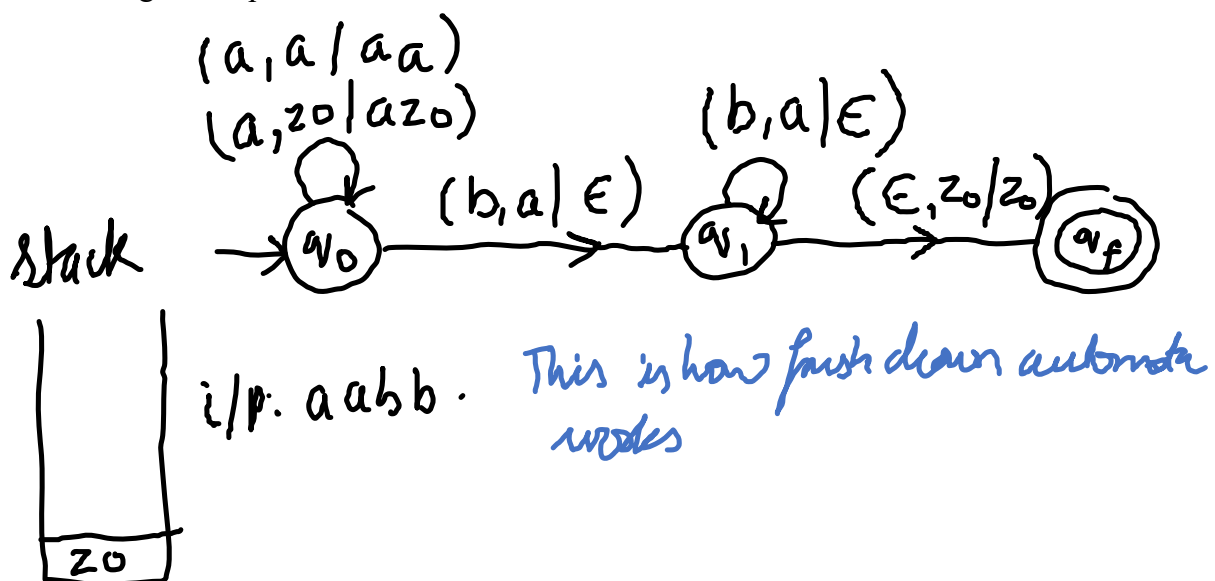 (a,a/aa)
(a,z0/az0)
(b,a/ϵ)
(b,a/ϵ)
(ϵ,z0/z0)
stack
q0
q1
qf
i/p: aabb.
This is how push down automata
works
z0